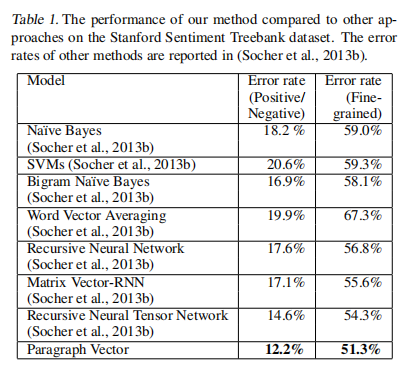 Table 1. The performance of our method compared to other ap-
proaches on the Stanford Sentiment Treebank dataset. The error
rates of other methods are reported in (Socher et al., 2013b).
Model Error rate Error rate
(Positive/ (Fine-
Negative) grained)
Naïve Bayes 18.2 % 59.0%
(Socher et al., 2013b)
SVMs (Socher et al., 2013b) 20.6% 59.3%
Bigram Naïve Bayes 16.9% 58.1%
(Socher et al., 2013b)
Word Vector Averaging 19.9% 67.3%
(Socher et al., 2013b)
Recursive Neural Network 17.6% 56.8%
(Socher et al., 2013b)
Matrix Vector-RNN 17.1% 55.6%
(Socher et al., 2013b)
Recursive Neural Tensor Network 14.6% 54.3%
(Socher et al., 2013b)
Paragraph Vector 12.2% 51.3%